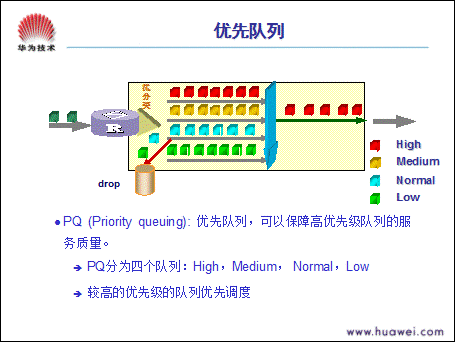 华为技术
优先队列
按分类
R
High
Medium
Normal
Low
drop
●PQ (Priority queuing): 优先队列，可以保障高优先级队列的服
务质量。
➔ PQ分为四个队列：High，Medium， Normal，Low
➔ 较高的优先级的队列优先调度
www.huawei.com